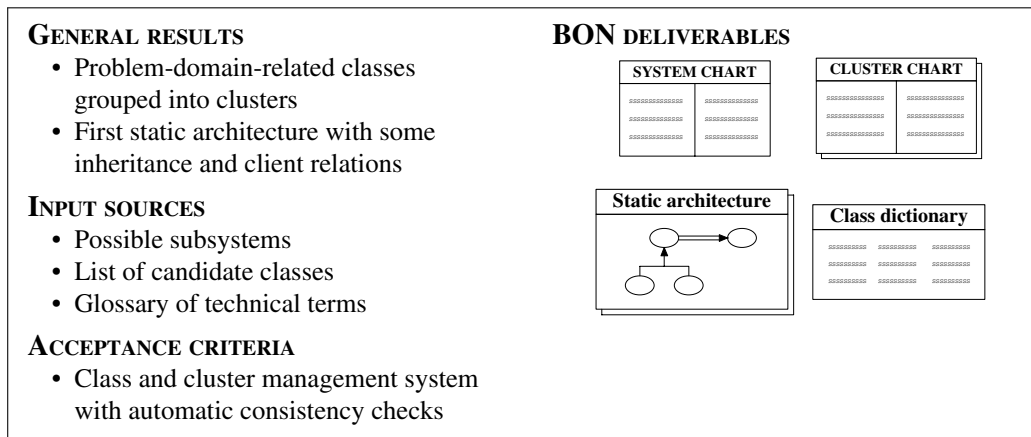 GENERAL RESULTS
• Problem-domain-related classes
grouped into clusters
• First static architecture with some
inheritance and client relations
INPUT SOURCES
• Possible subsystems
• List of candidate classes
• Glossary of technical terms
ACCEPTANCE CRITERIA
• Class and cluster management system
with automatic consistency checks
BON DELIVERABLES
SYSTEM CHART
CLUSTER CHART
Static architecture
Class dictionary